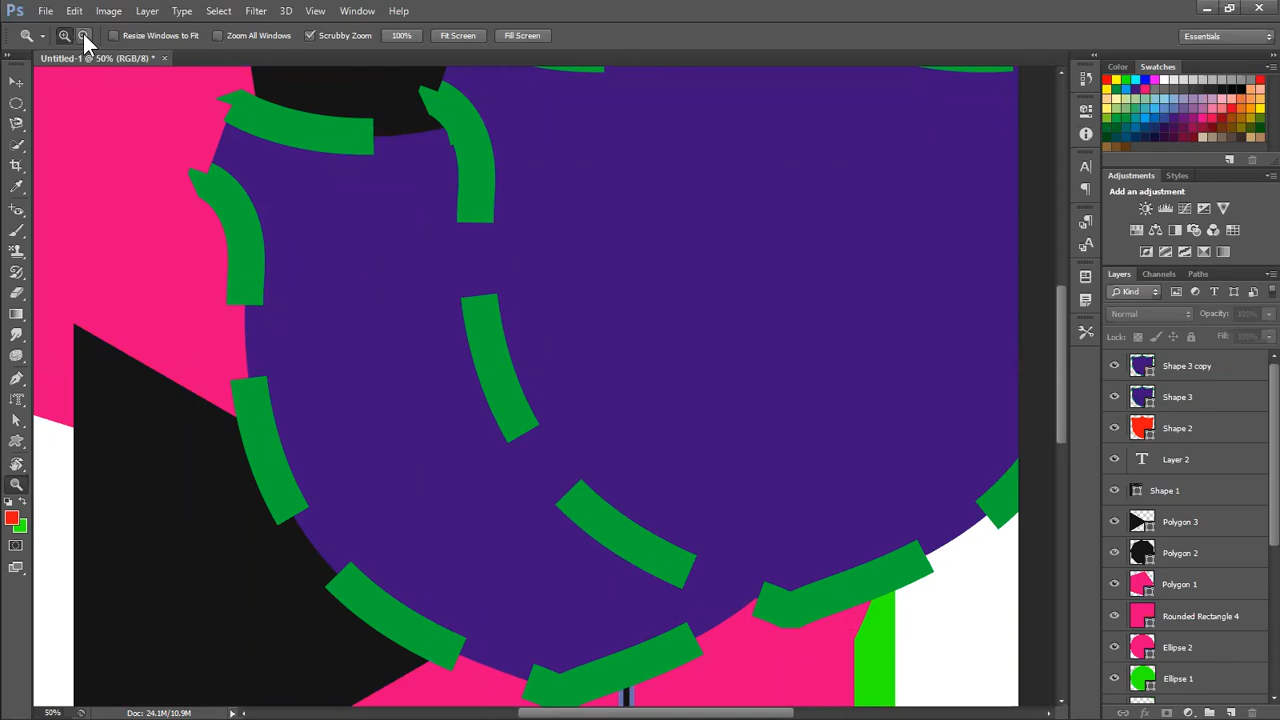 Ps File Edit Image Layer Type Select Filter 3D View Window Help
Resize Windows to Fit Zoom All Windows Scrubby Zoom 100% Fit Screen Fill Screen Essentials
Untitled-1 @ 50% (RGB/8) *
Color Swatches
Adjustments Styles
Add an adjustment
Layers Channels Paths
Kind
Normal Opacity: 100%
Lock: Fill: 100%
Shape 3 copy
Shape 3
Shape 2
Layer 2
Shape 1
Polygon 3
Polygon 2
Polygon 1
Rounded Rectangle 4
Ellipse 2
Ellipse 1
50% Doc: 24.1M/10.9M